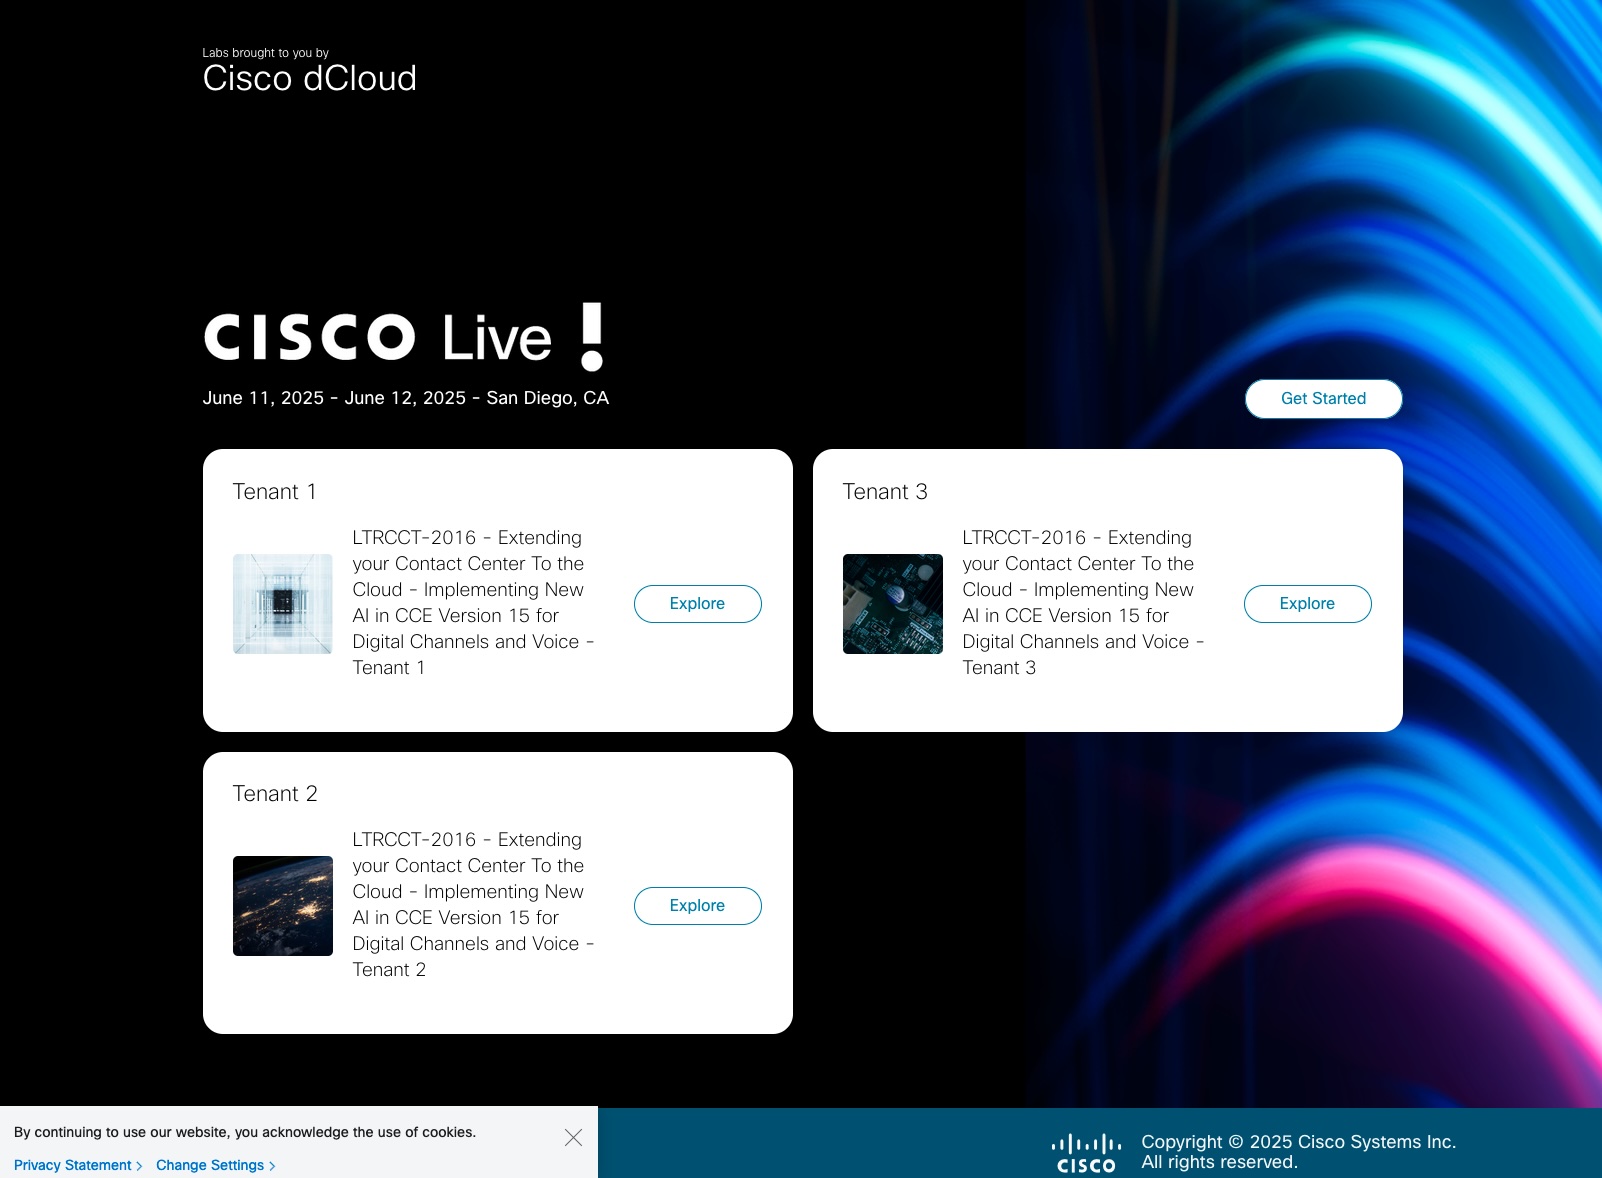 Labs brought to you by
Cisco dCloud
CISCO Live !
June 11, 2025 - June 12, 2025 - San Diego, CA
Get Started
Tenant 1
LTRCCT-2016 - Extending
your Contact Center To the
Cloud - Implementing New
AI in CCE Version 15 for
Digital Channels and Voice -
Tenant 1
Explore
Tenant 3
LTRCCT-2016 - Extending
your Contact Center To the
Cloud - Implementing New
AI in CCE Version 15 for
Digital Channels and Voice -
Tenant 3
Explore
Tenant 2
LTRCCT-2016 - Extending
your Contact Center To the
Cloud - Implementing New
AI in CCE Version 15 for
Digital Channels and Voice -
Tenant 2
Explore
By continuing to use our website, you acknowledge the use of cookies.
Privacy Statement > Change Settings >
CISCO
Copyright © 2025 Cisco Systems Inc.
All rights reserved.